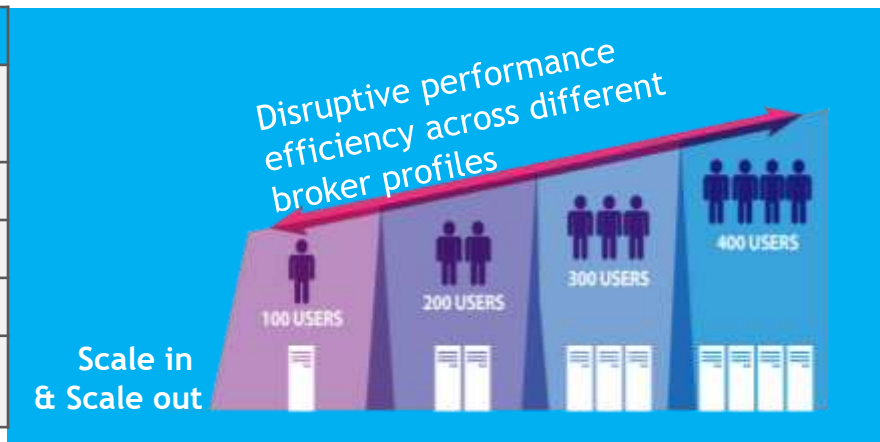 Disruptive performance
efficiency across different
broker profiles
100 USERS
200 USERS
300 USERS
400 USERS
Scale in
& Scale out